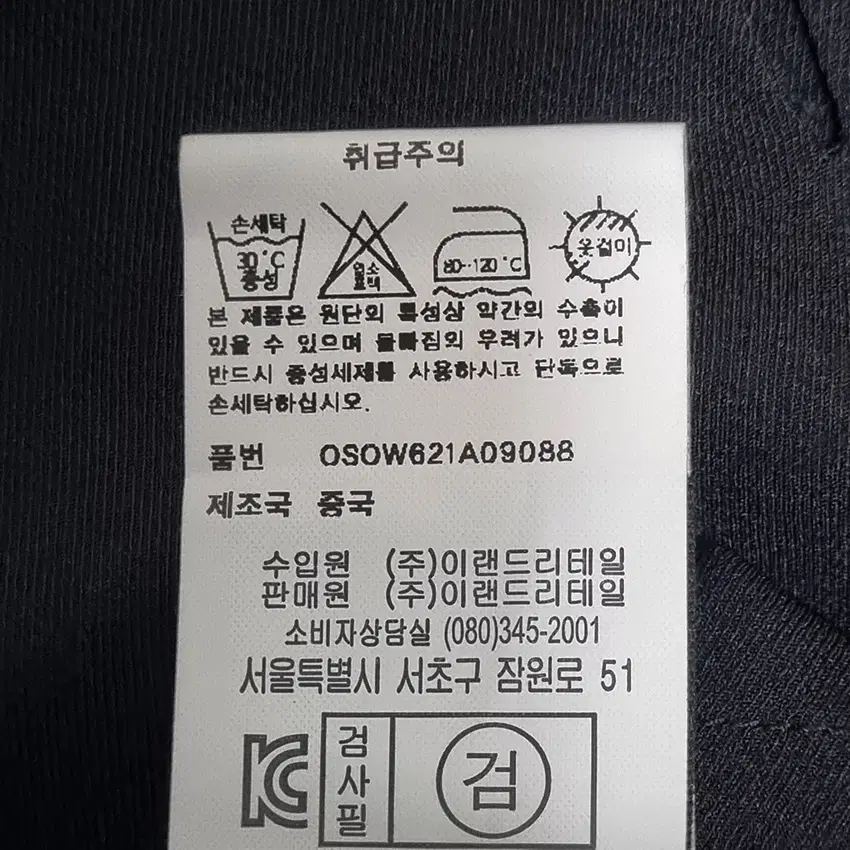 취급주의
손세탁
30°C
중성
염소
표백
80~120°C
옷걸이
본 제품은 원단의 특성상 약간의 수축이
있을 수 있으며 물빠짐의 우려가 있으니
반드시 중성세제를 사용하시고 단독으로
손세탁하십시오.
품번 OSOW621A09088
제조국 중국
수입원 (주)이랜드리테일
판매원 (주)이랜드리테일
소비자상담실 (080)345-2001
서울특별시 서초구 잠원로 51
KC
검사필
검